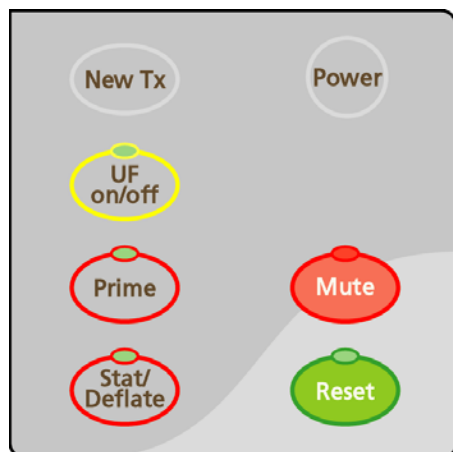 New Tx
Power
UF
on/off
Prime
Mute
Stat/
Deflate
Reset